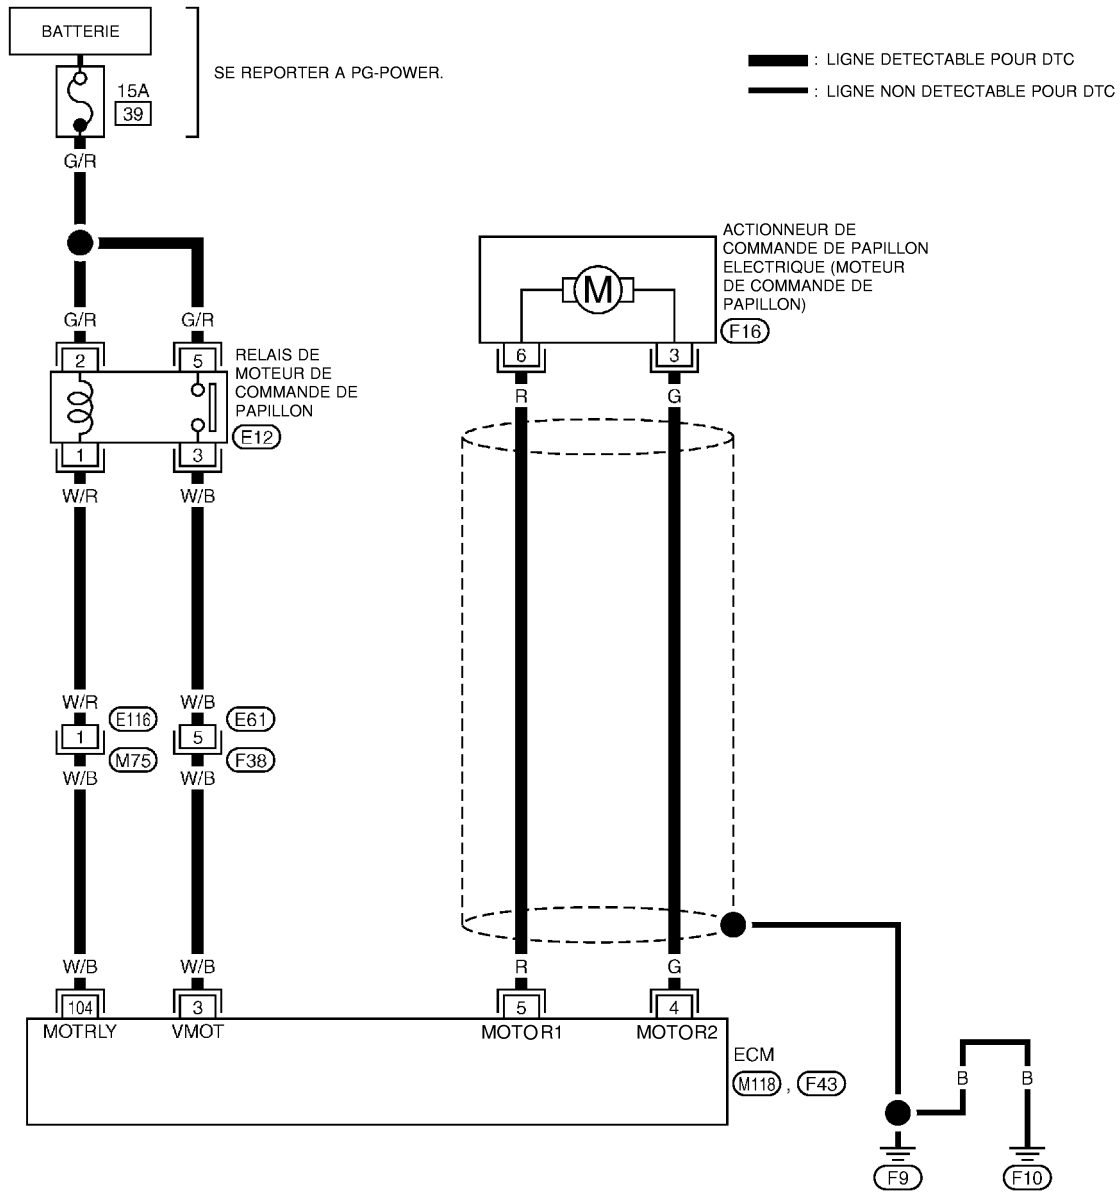 BATTERIE
SE REPORTER A PG-POWER.
: LIGNE DETECTABLE POUR DTC
: LIGNE NON DETECTABLE POUR DTC
15A
39
G/R
G/R
G/R
2
5
RELAIS DE
MOTEUR DE
COMMANDE DE
PAPILLON
E12
1
3
W/R
W/B
ACTIONNEUR DE
COMMANDE DE PAPILLON
ELECTRIQUE (MOTEUR
DE COMMANDE DE
PAPILLON)
F16
M
6
3
R
G
W/R
W/B
E116
E61
1
5
M75
F38
W/B
W/B
W/B
W/B
R
G
104
3
5
4
MOTRLY
VMOT
MOTOR1
MOTOR2
ECM
M118 , F43
B
B
F9
F10